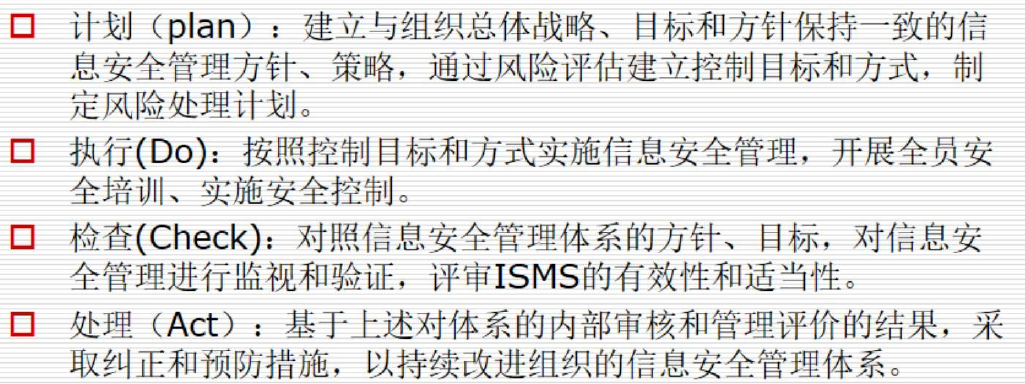 计划（plan）：建立与组织总体战略、目标和方针保持一致的信
息安全管理方针、策略，通过风险评估建立控制目标和方式，制
定风险处理计划。
执行(Do)：按照控制目标和方式实施信息安全管理，开展全员安
全培训、实施安全控制。
检查(Check)：对照信息安全管理体系的方针、目标，对信息安
全管理进行监视和验证，评审ISMS的有效性和适当性。
处理（Act）：基于上述对体系的内部审核和管理评价的结果，采
取纠正和预防措施，以持续改进组织的信息安全管理体系。